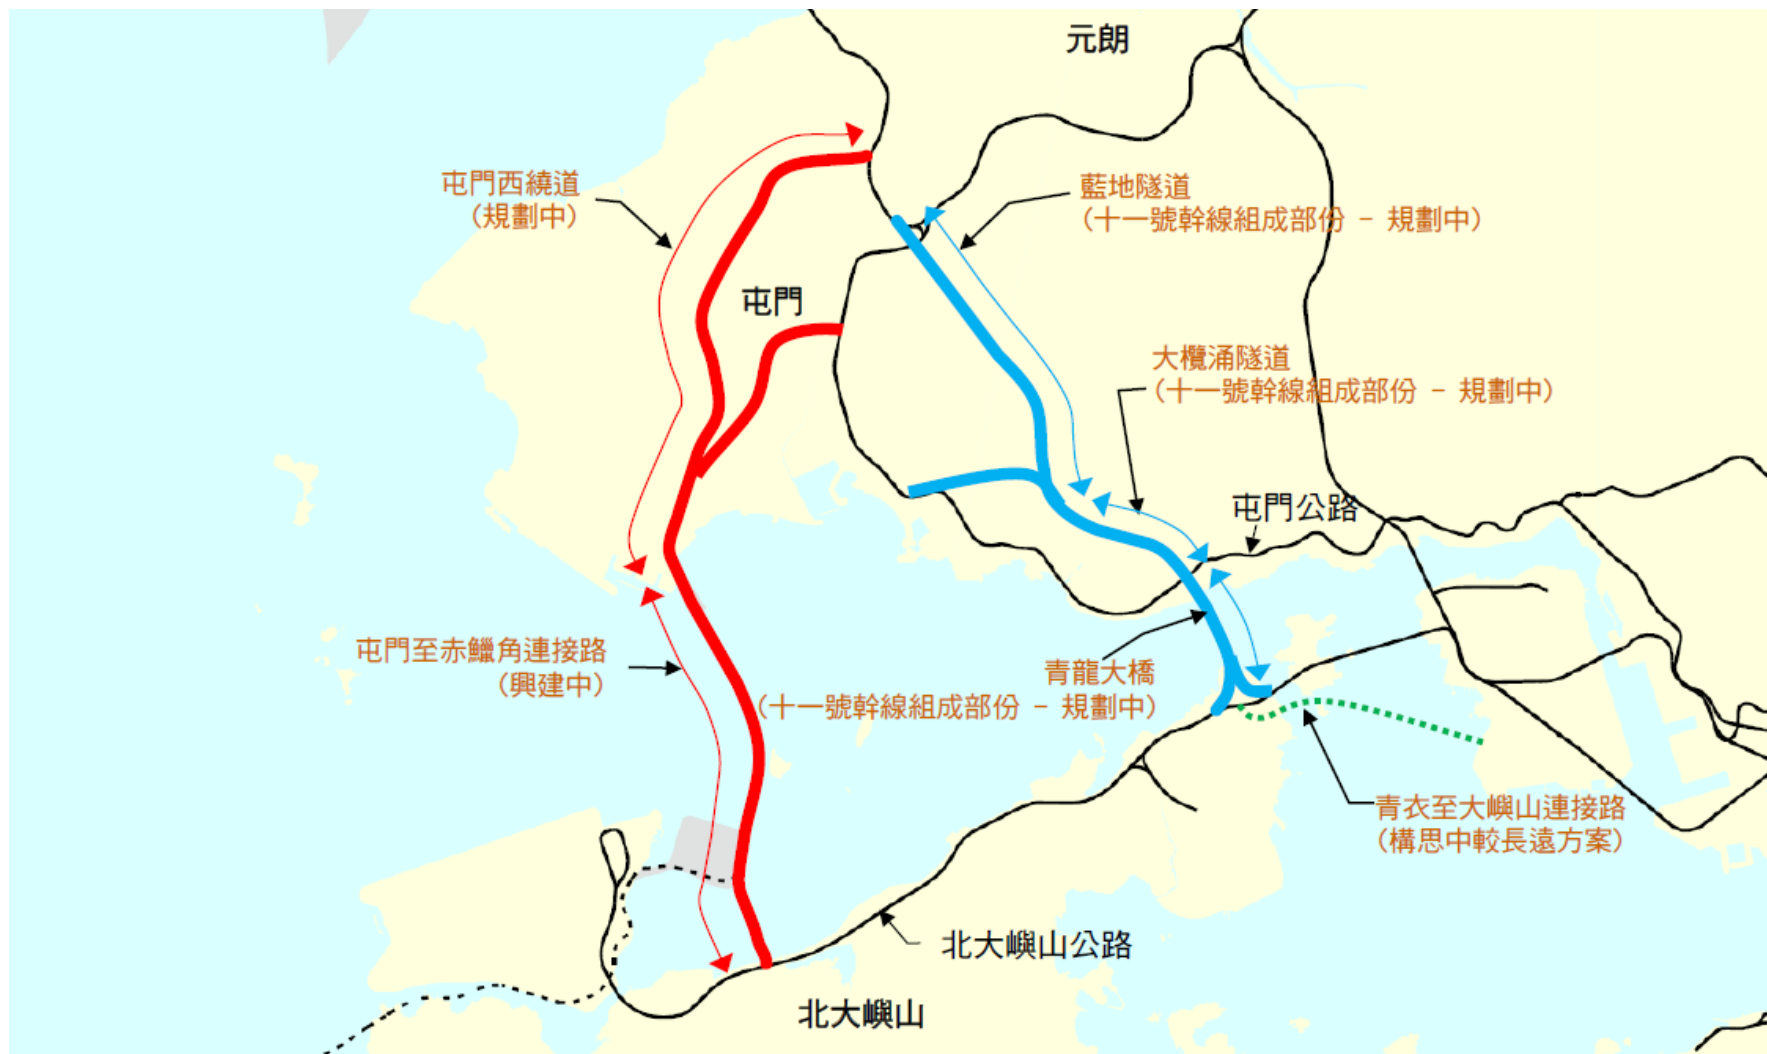 元朗
屯門西繞道
(規劃中)
藍地隧道
(十一號幹線組成部份 - 規劃中)
屯門
大欖涌隧道
(十一號幹線組成部份 - 規劃中)
屯門公路
屯門至赤鱲角連接路
(興建中)
青龍大橋
(十一號幹線組成部份 - 規劃中)
青衣至大嶼山連接路
(構思中較長遠方案)
北大嶼山公路
北大嶼山